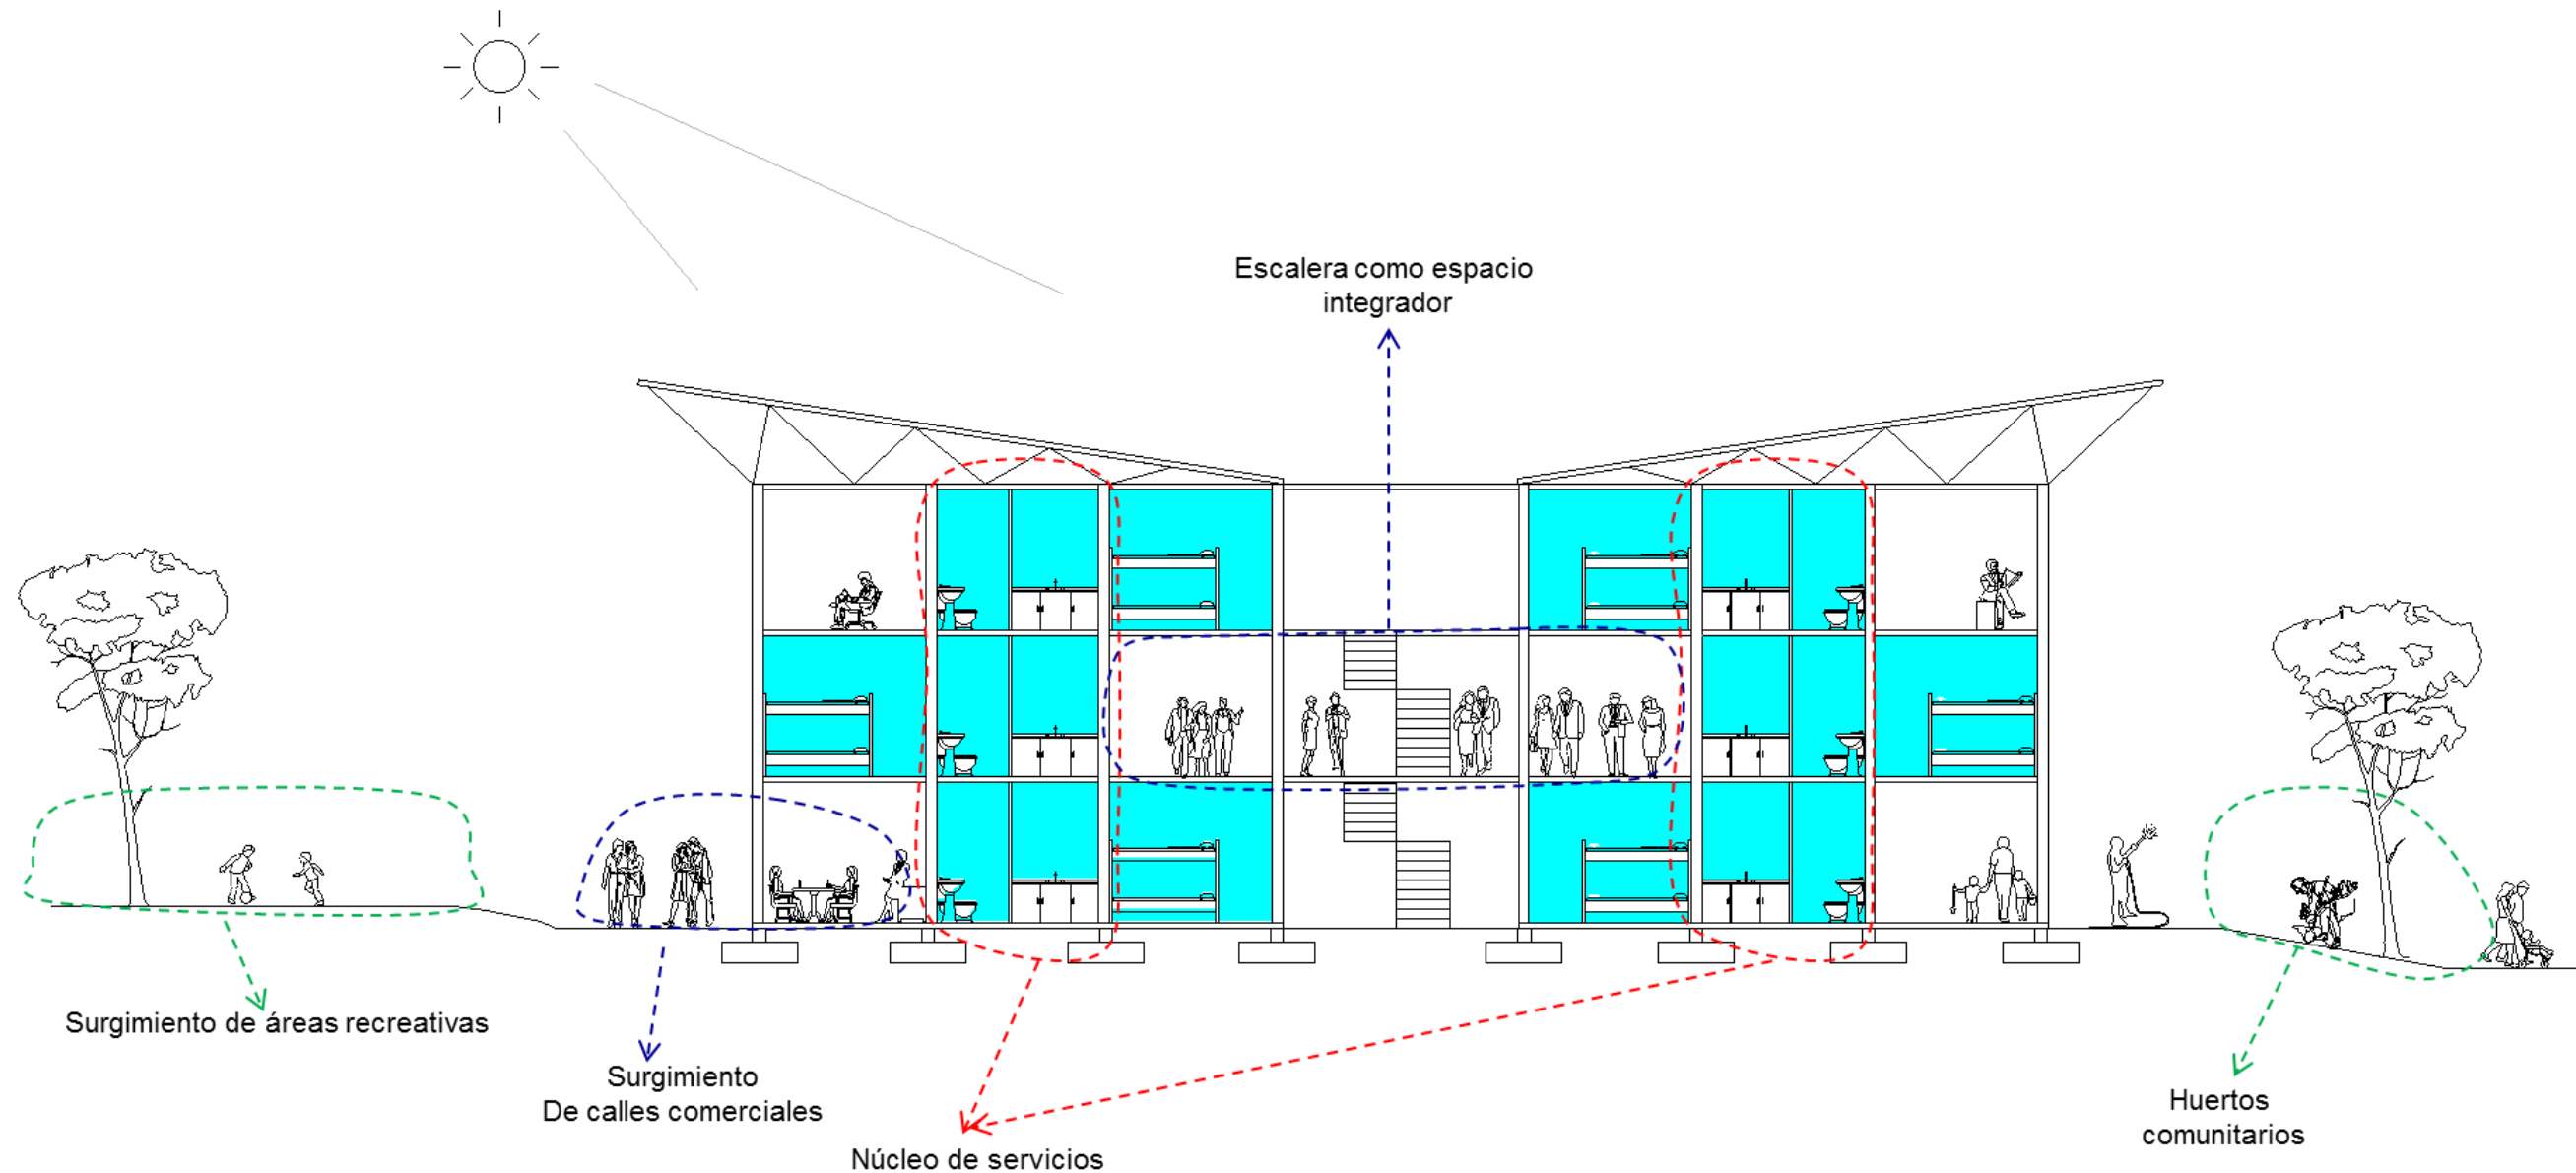 Escalera como espacio
integrador
Surgimiento de áreas recreativas
Surgimiento
De calles comerciales
Núcleo de servicios
Huertos
comunitarios